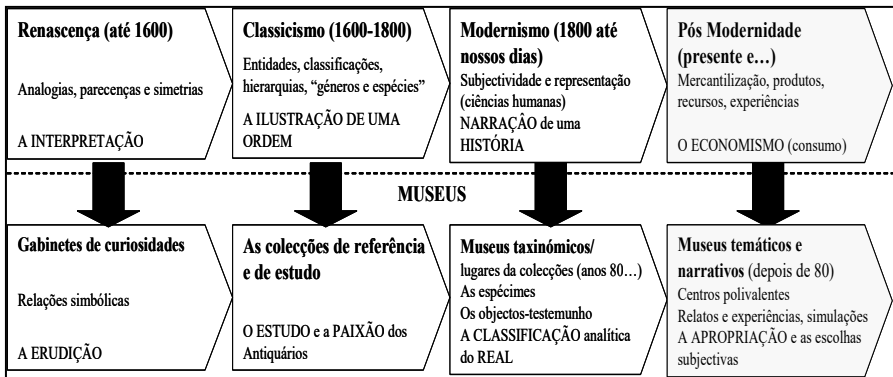 Renascença (até 1600)
Analogias, parecenças e simetrias
A INTERPRETAÇÃO
Classicismo (1600-1800)
Entidades, classificações,
hierarquias, “géneros e espécies”
A ILUSTRAÇÃO DE UMA
ORDEM
Modernismo (1800 até
nossos dias)
Subjectividade e representação
(ciências humanas)
NARRAÇÂO de uma
HISTÓRIA
Pós Modernidade
(presente e…)
Mercantilização, produtos,
recursos, experiências
O ECONOMISMO (consumo)
MUSEUS
Gabinetes de curiosidades
Relações simbólicas
A ERUDIÇÃO
As colecções de referência
e de estudo
O ESTUDO e a PAIXÃO dos
Antiquários
Museus taxinómicos/
lugares da colecções (anos 80…)
As espécimes
Os objectos-testemunho
A CLASSIFICAÇÃO analítica
do REAL
Museus temáticos e
narrativos (depois de 80)
Centros polivalentes
Relatos e experiências, simulações
A APROPRIAÇÃO e as escolhas
subjectivas